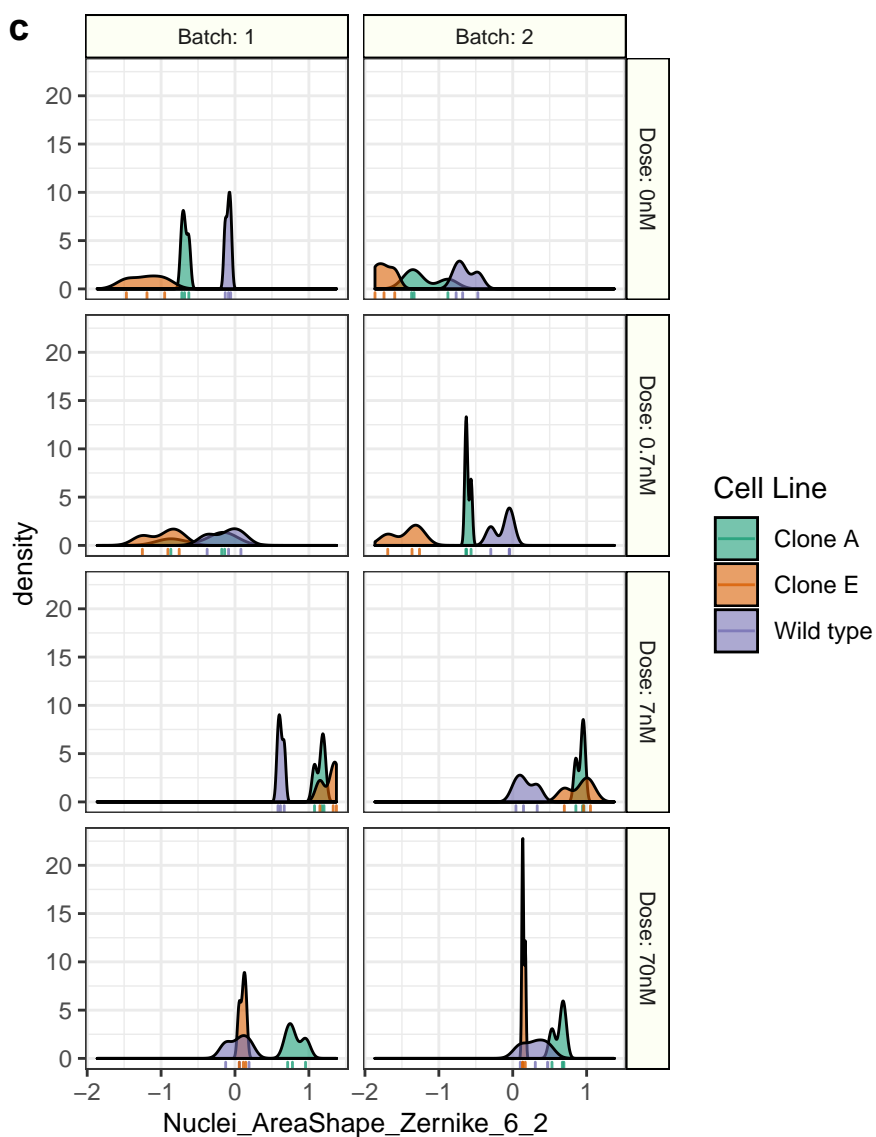 c
Batch: 1
Batch: 2
20
15
10
5
0
Dose: 0nM
20
15
10
5
0
Dose: 0.7nM
density
20
15
10
5
0
Dose: 7nM
20
15
10
5
0
Dose: 70nM
−2
−1
0
1
−2
−1
0
1
Nuclei_AreaShape_Zernike_6_2
Cell Line
Clone A
Clone E
Wild type